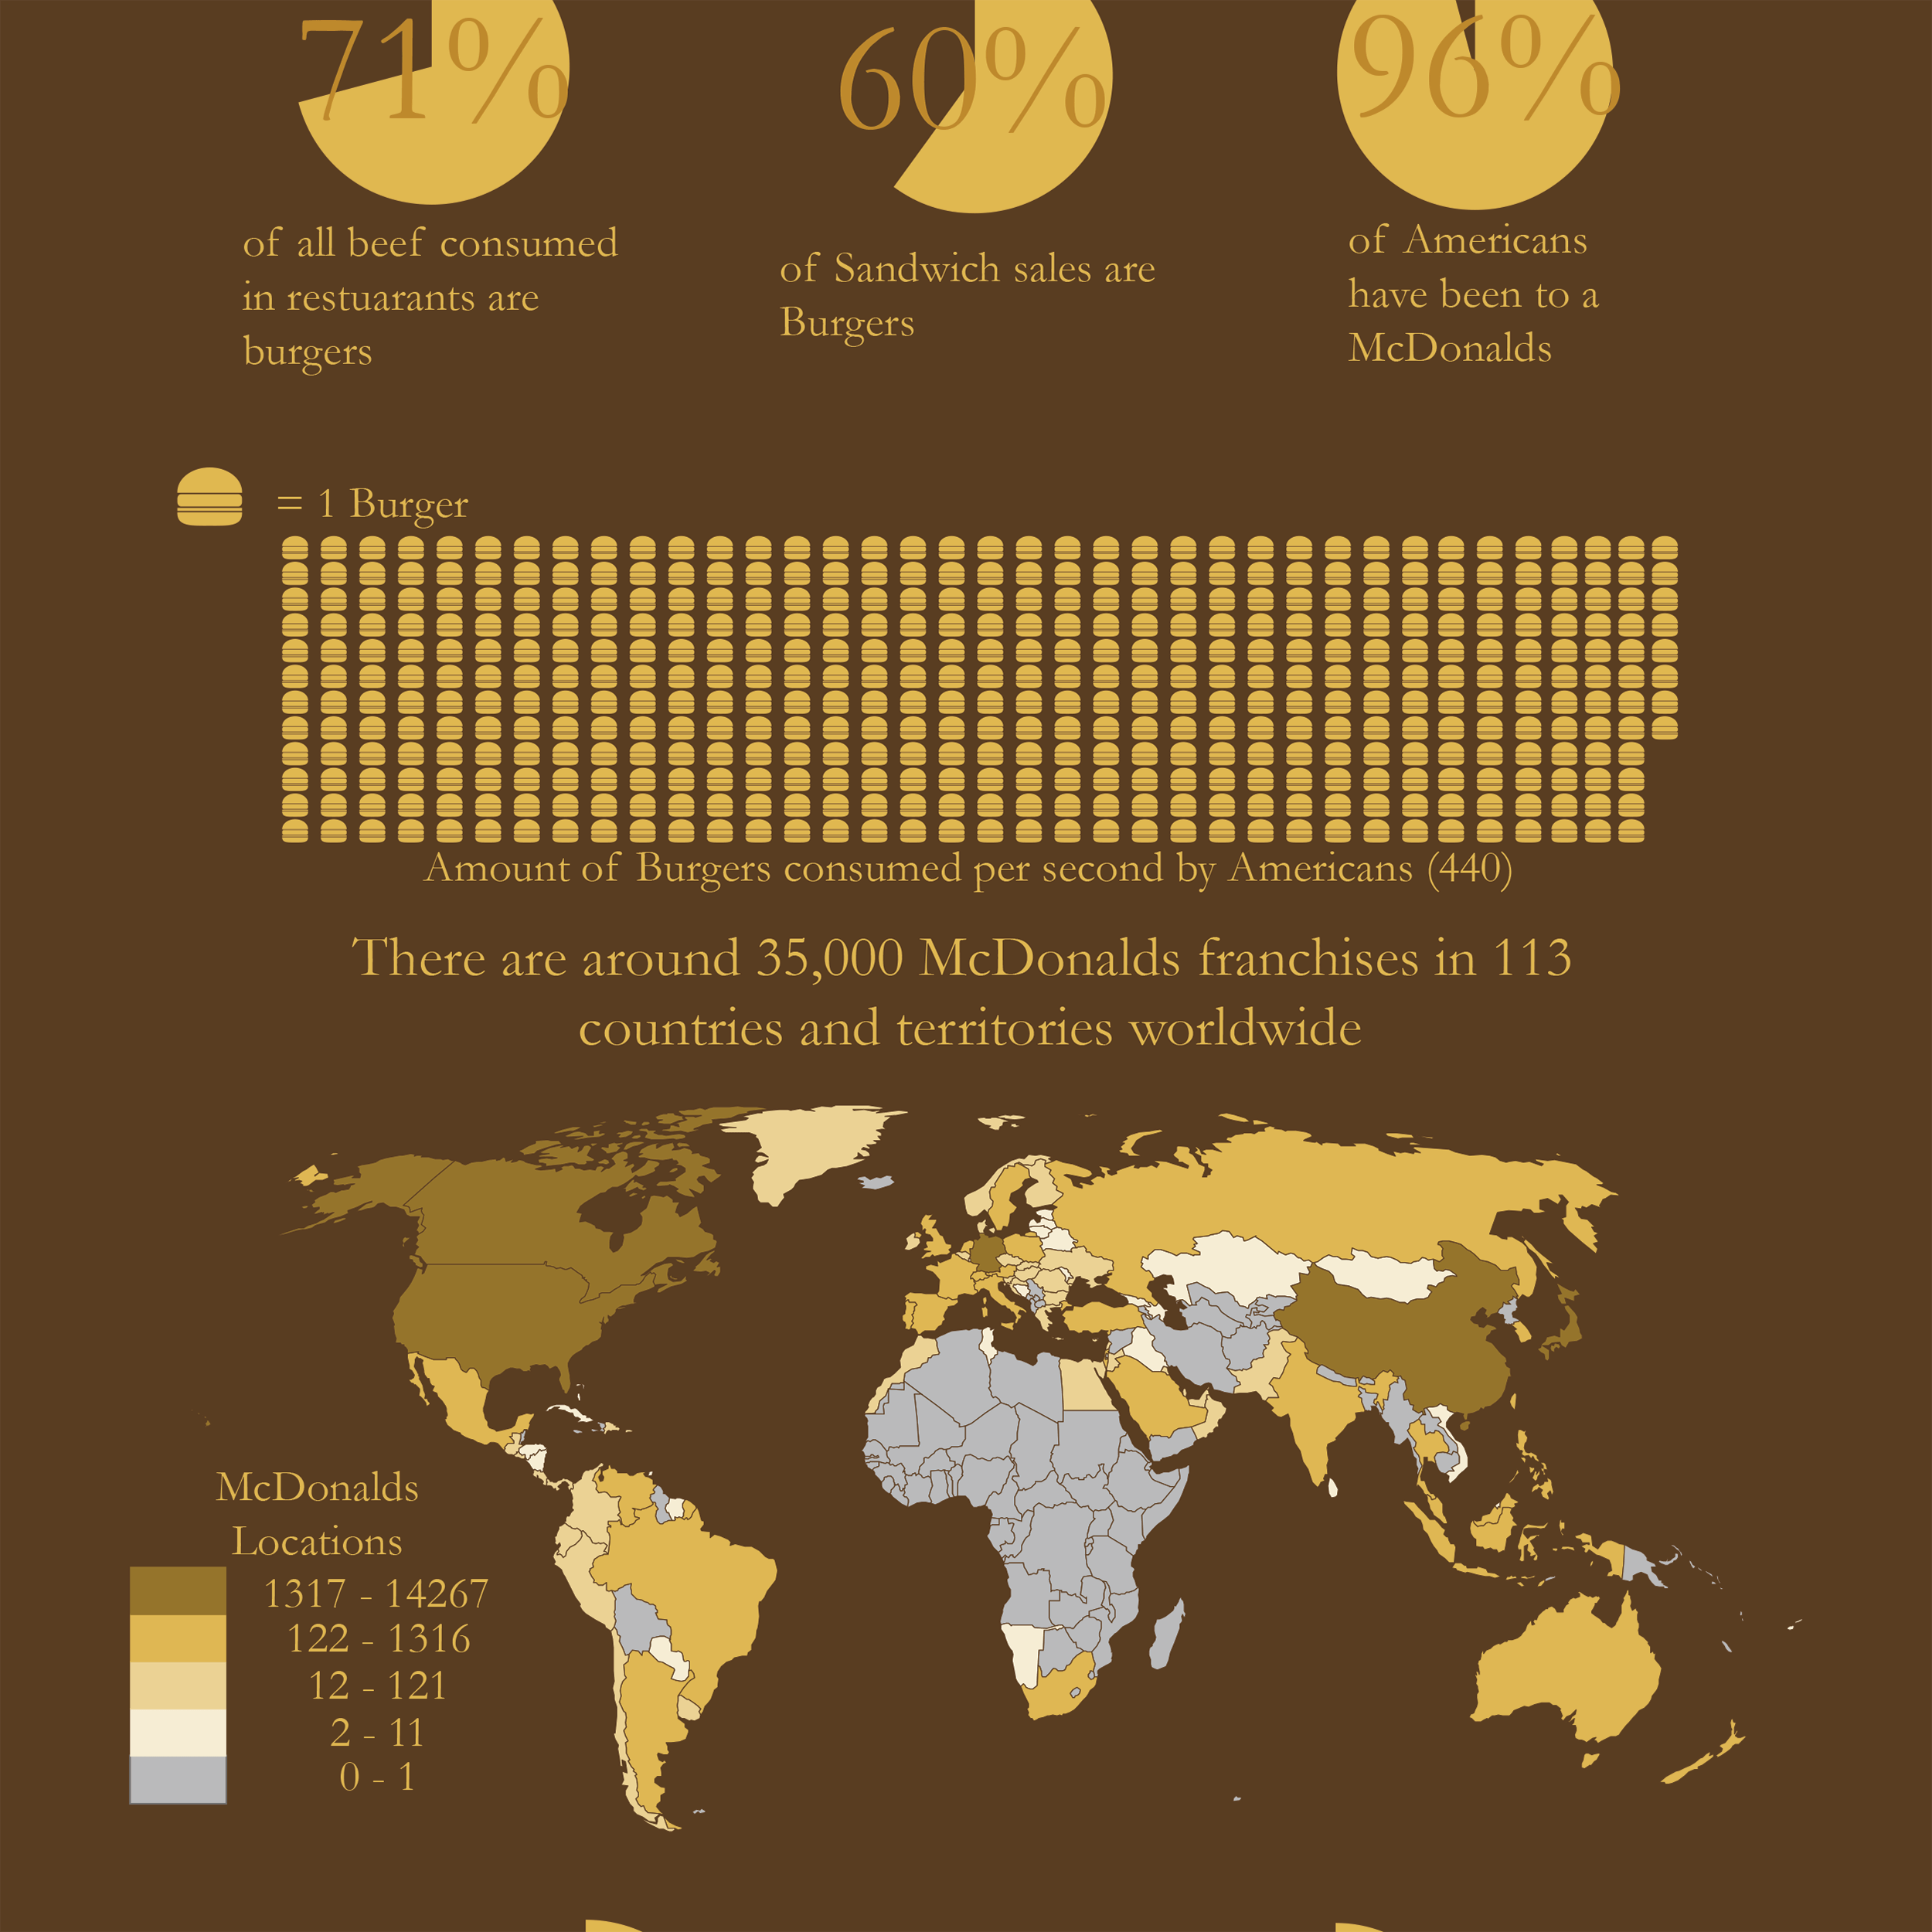 71%
of all beef consumed
in restuarants are
burgers
60%
of Sandwich sales are
Burgers
96%
of Americans
have been to a
McDonalds
= 1 Burger
Amount of Burgers consumed per second by Americans (440)
There are around 35,000 McDonalds franchises in 113
countries and territories worldwide
McDonalds
Locations
1317 - 14267
122 - 1316
12 - 121
2 - 11
0 - 1